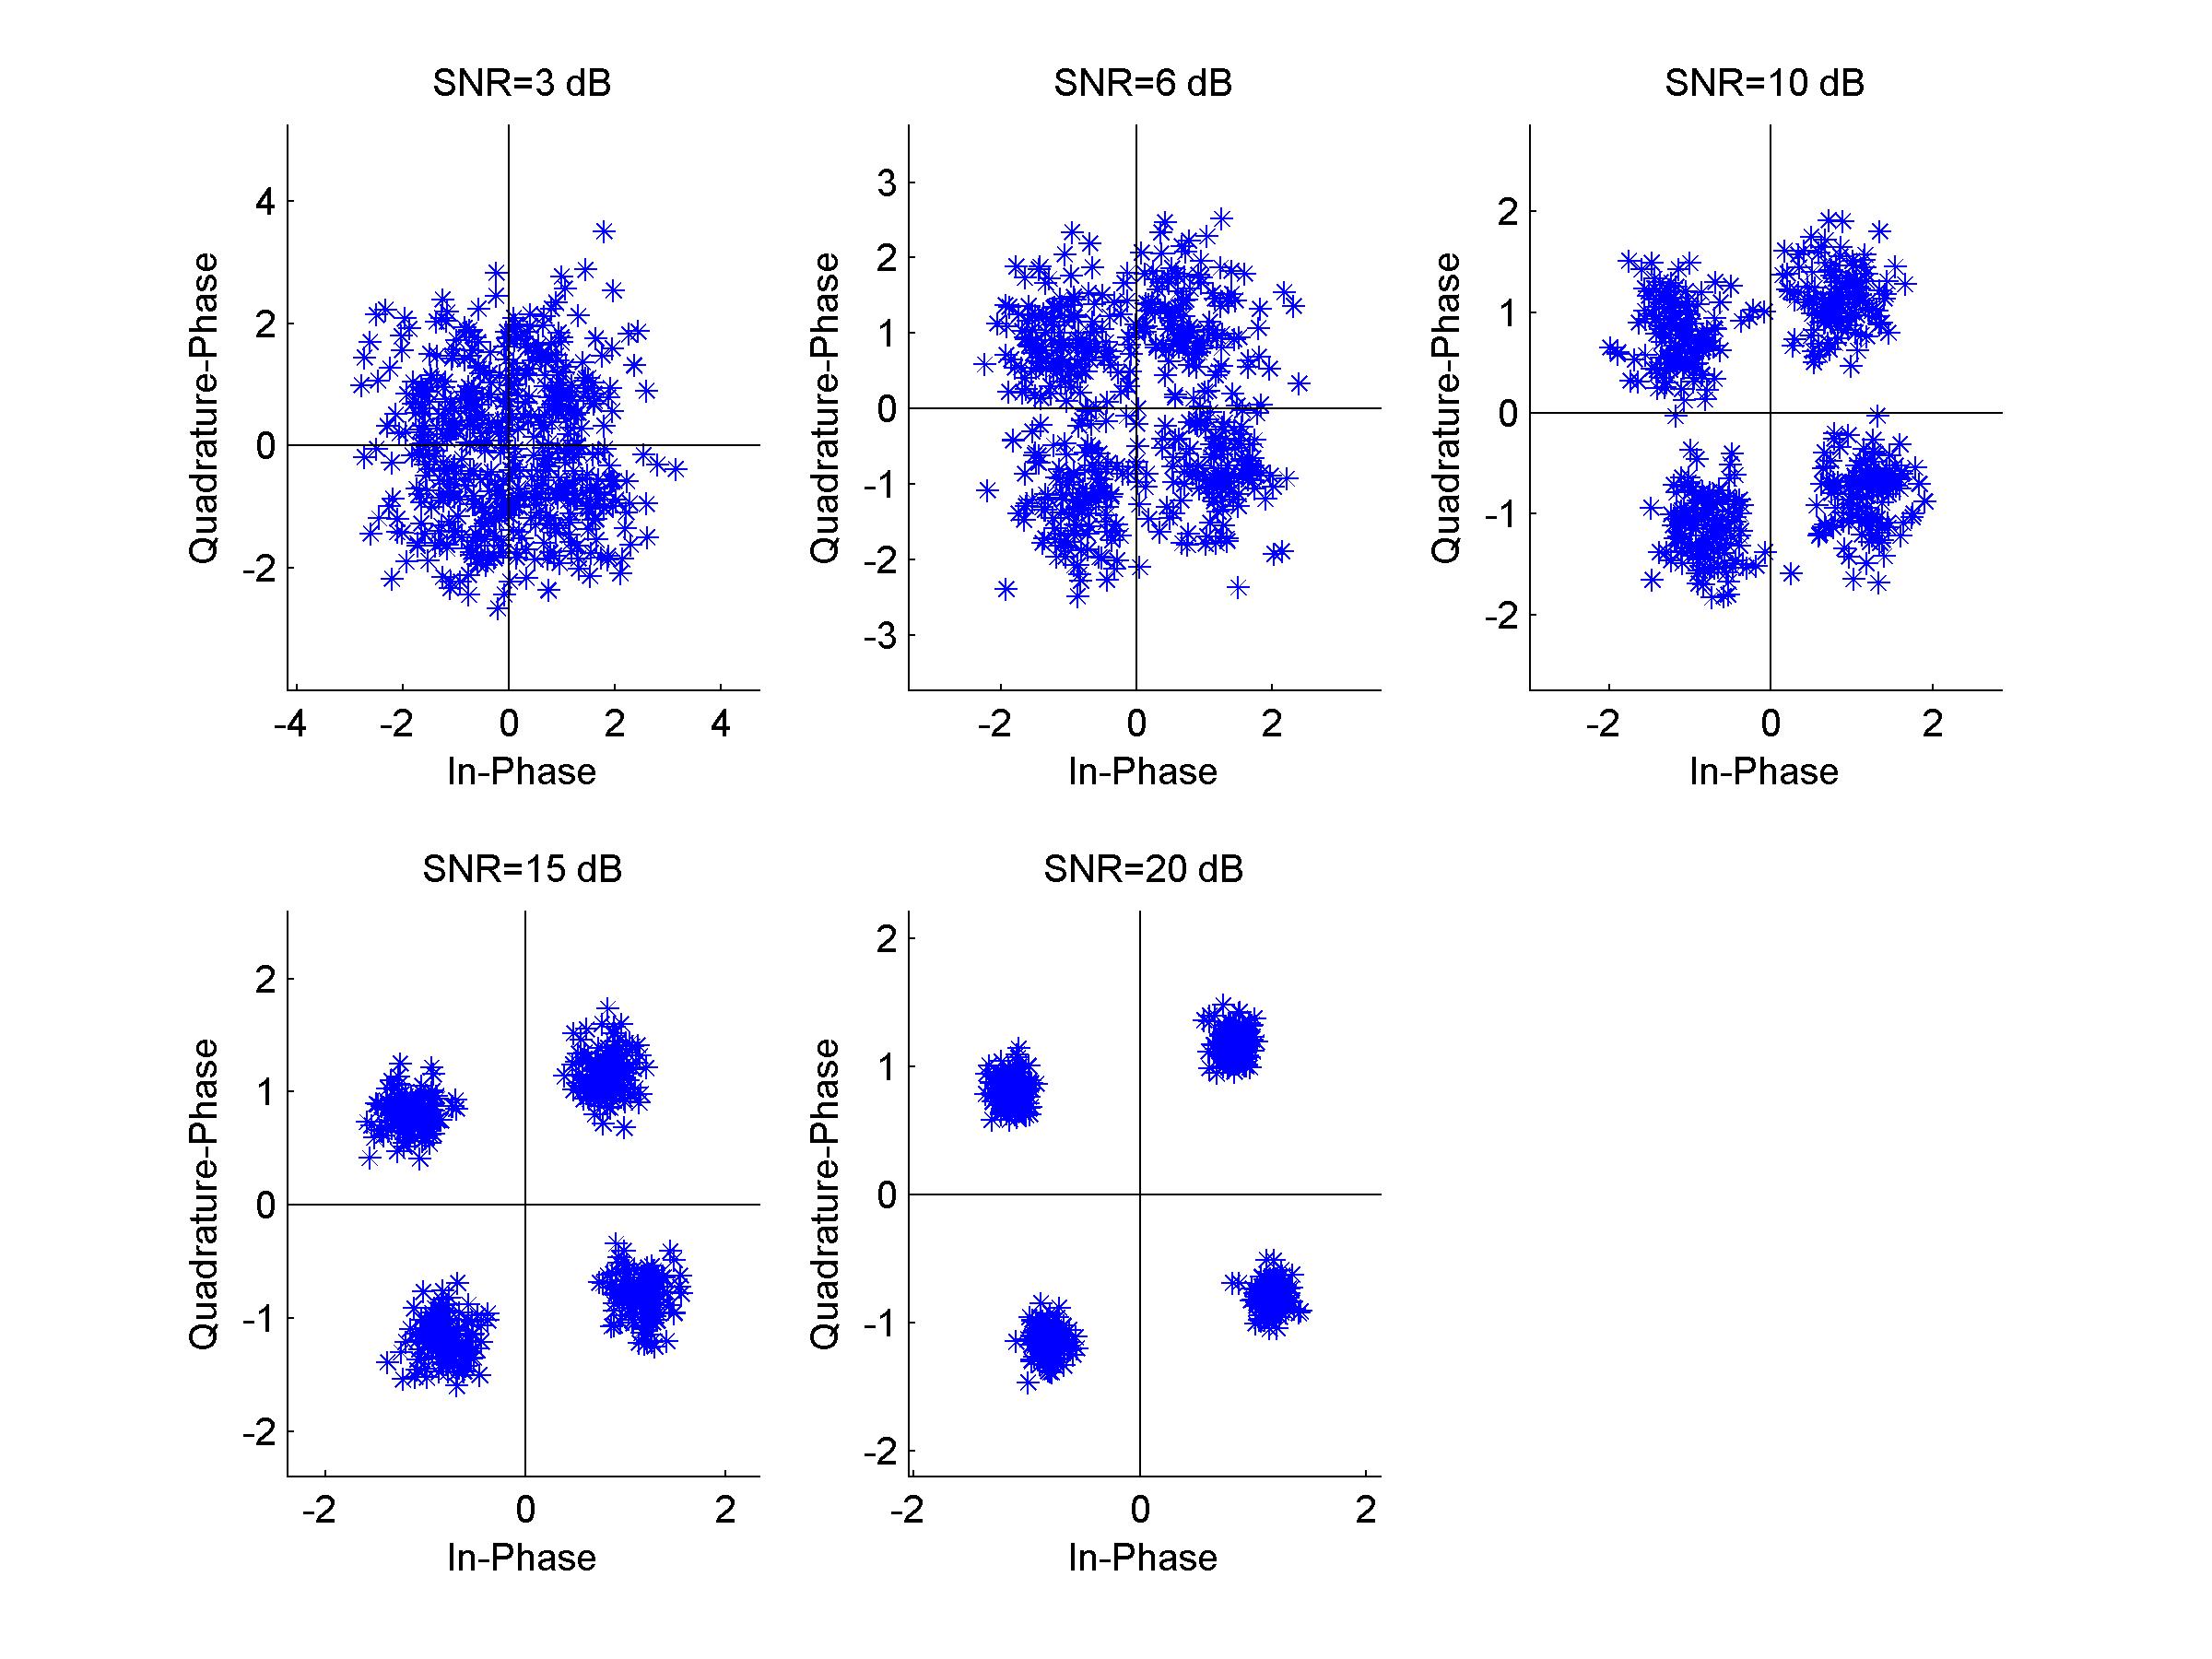 SNR=3 dB
SNR=6 dB
SNR=10 dB
Quadrature-Phase
4
2
0
-2
-4
-2
0
2
4
In-Phase
Quadrature-Phase
3
2
1
0
-1
-2
-3
-2
0
2
In-Phase
Quadrature-Phase
2
1
0
-1
-2
-2
0
2
In-Phase
SNR=15 dB
SNR=20 dB
Quadrature-Phase
2
1
0
-1
-2
-2
0
2
In-Phase
Quadrature-Phase
2
1
0
-1
-2
-2
0
2
In-Phase